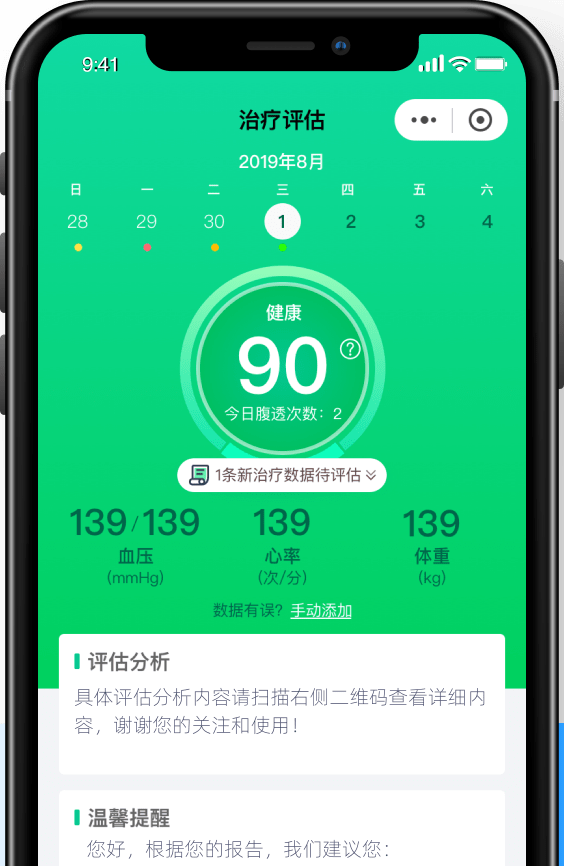 9:41
治疗评估
2019年8月
日 一 二 三 四 五 六
28 29 30 1 2 3 4
健康
90
?
今日腹透次数：2
1条新治疗数据待评估
139/139 139 139
血压 心率 体重
(mmHg) (次/分) (kg)
数据有误？手动添加
评估分析
具体评估分析内容请扫描右侧二维码查看详细内
容，谢谢您的关注和使用！
温馨提醒
您好，根据您的报告，我们建议您：